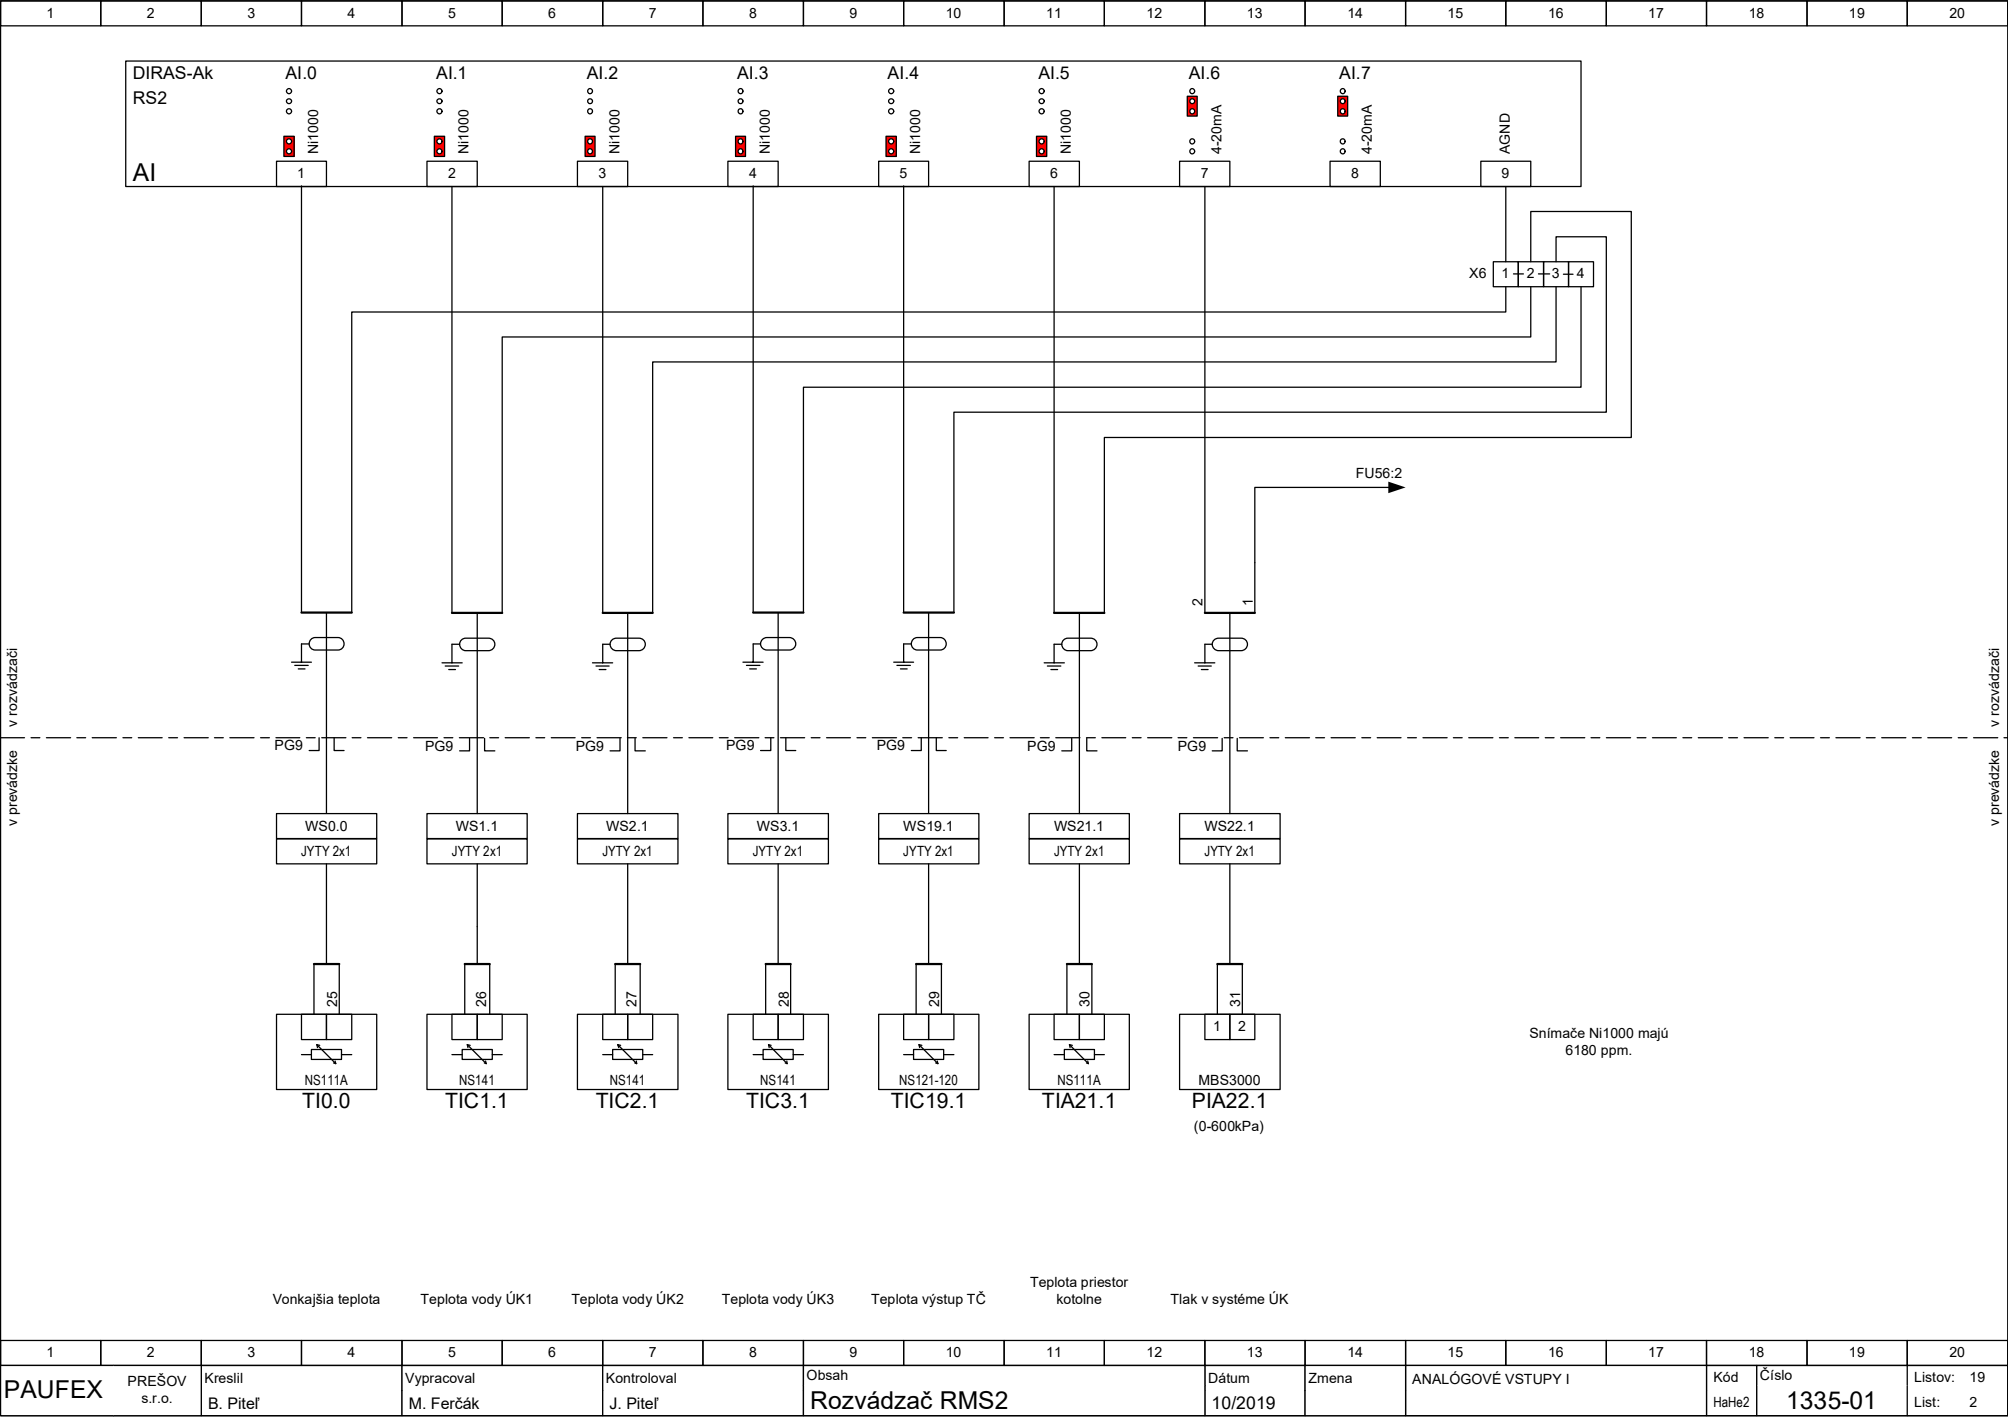 1 2 3 4 5 6 7 8 9 10 11 12 13 14 15 16 17 18 19 20
DIRAS-Ak AI.0 AI.1 AI.2 AI.3 AI.4 AI.5 AI.6 AI.7
RS2
Ni1000 Ni1000 Ni1000 Ni1000 Ni1000 Ni1000 4-20mA 4-20mA AGND
AI 1 2 3 4 5 6 7 8 9
X6 1 2 3 4
FU56:2
2 1
v rozvádzači v rozvádzači
PG9 PG9 PG9 PG9 PG9 PG9 PG9
v prevádzke v prevádzke
WS0.0 WS1.1 WS2.1 WS3.1 WS19.1 WS21.1 WS22.1
JYTY 2x1 JYTY 2x1 JYTY 2x1 JYTY 2x1 JYTY 2x1 JYTY 2x1 JYTY 2x1
25 26 27 28 29 30 31
1 2
Snímače Ni1000 majú
6180 ppm.
NS111A NS141 NS141 NS141 NS121-120 NS111A MBS3000
TI0.0 TIC1.1 TIC2.1 TIC3.1 TIC19.1 TIA21.1 PIA22.1
(0-600kPa)
Vonkajšia teplota Teplota vody ÚK1 Teplota vody ÚK2 Teplota vody ÚK3 Teplota výstup TČ Teplota priestor
kotolne Tlak v systéme ÚK
1 2 3 4 5 6 7 8 9 10 11 12 13 14 15 16 17 18 19 20
PAUFEX PREŠOV
s.r.o.
Kreslil
B. Piteľ
Vypracoval
M. Ferčák
Kontroloval
J. Piteľ
Obsah
Rozvádzač RMS2
Dátum
10/2019
Zmena
ANALÓGOVÉ VSTUPY I
Kód
HaHe2
Číslo
1335-01
Listov: 19
List: 2